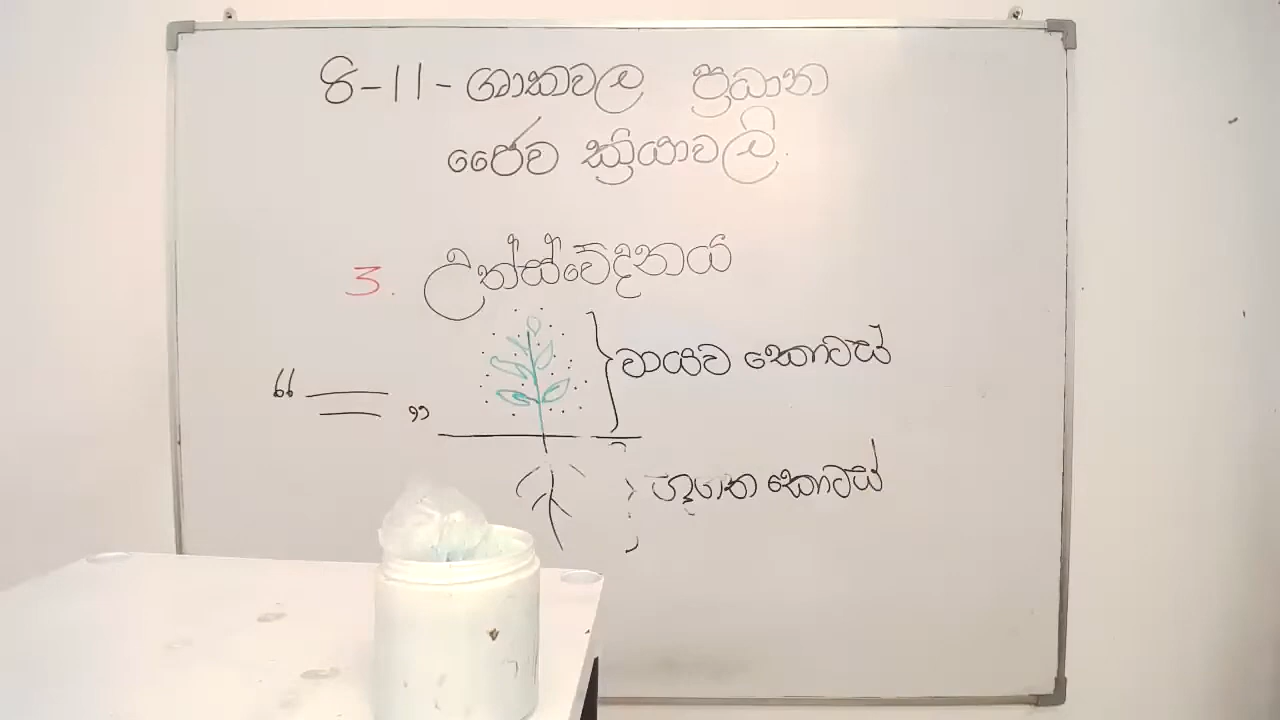 8-11- ශාකවල ප්‍රධාන
ජෛව ක්‍රියාවලි.
3. උත්ස්වේදනය
වායව කොටස්
භූගත කොටස්